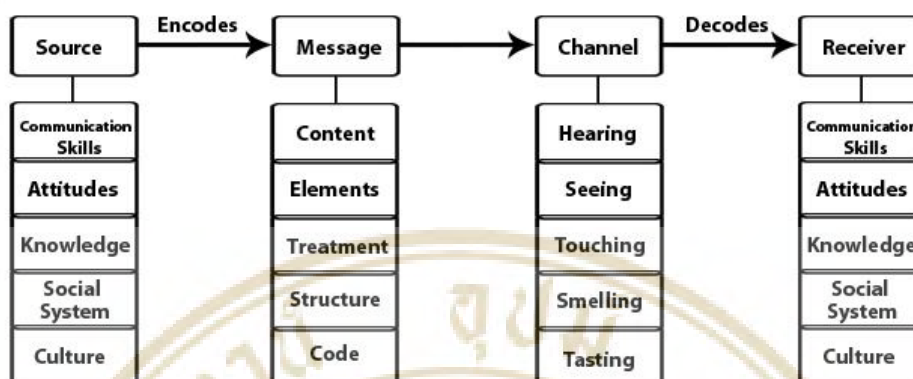 Encodes
Decodes
Source
Message
Channel
Receiver
Communication
Skills
Content
Hearing
Communication
Skills
Attitudes
Elements
Seeing
Attitudes
Knowledge
Treatment
Touching
Knowledge
Social
System
Structure
Smelling
Social
System
Culture
Code
Tasting
Culture